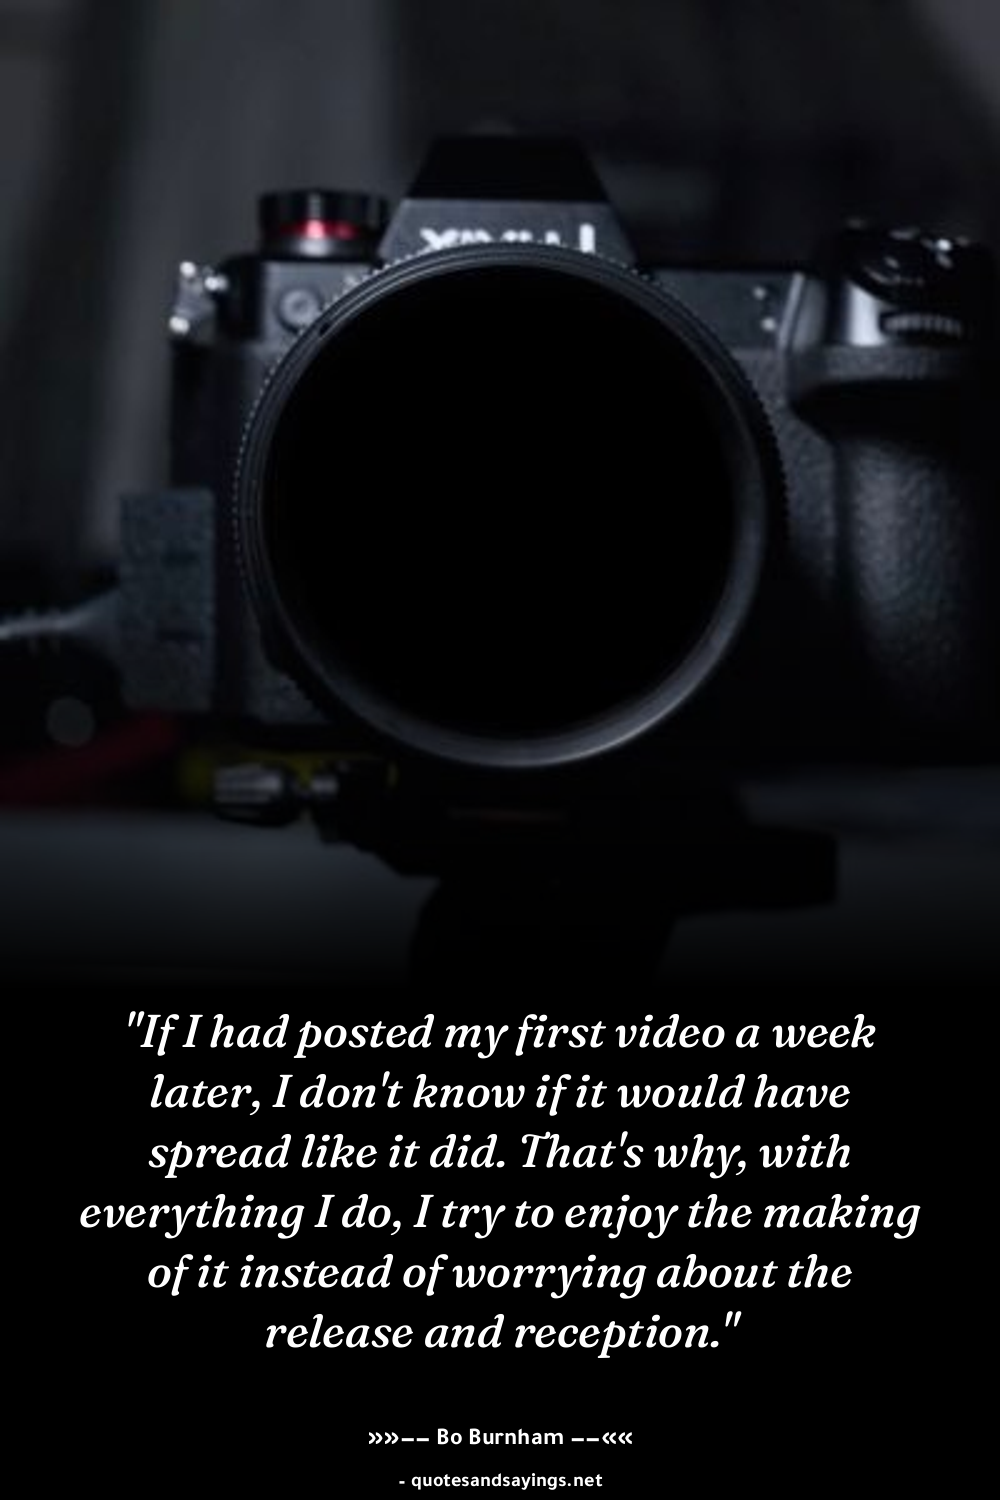 "If I had posted my first video a week
later, I don't know if it would have
spread like it did. That's why, with
everything I do, I try to enjoy the making
of it instead of worrying about the
release and reception."
»»–– Bo Burnham ––««
- quotesandsayings.net